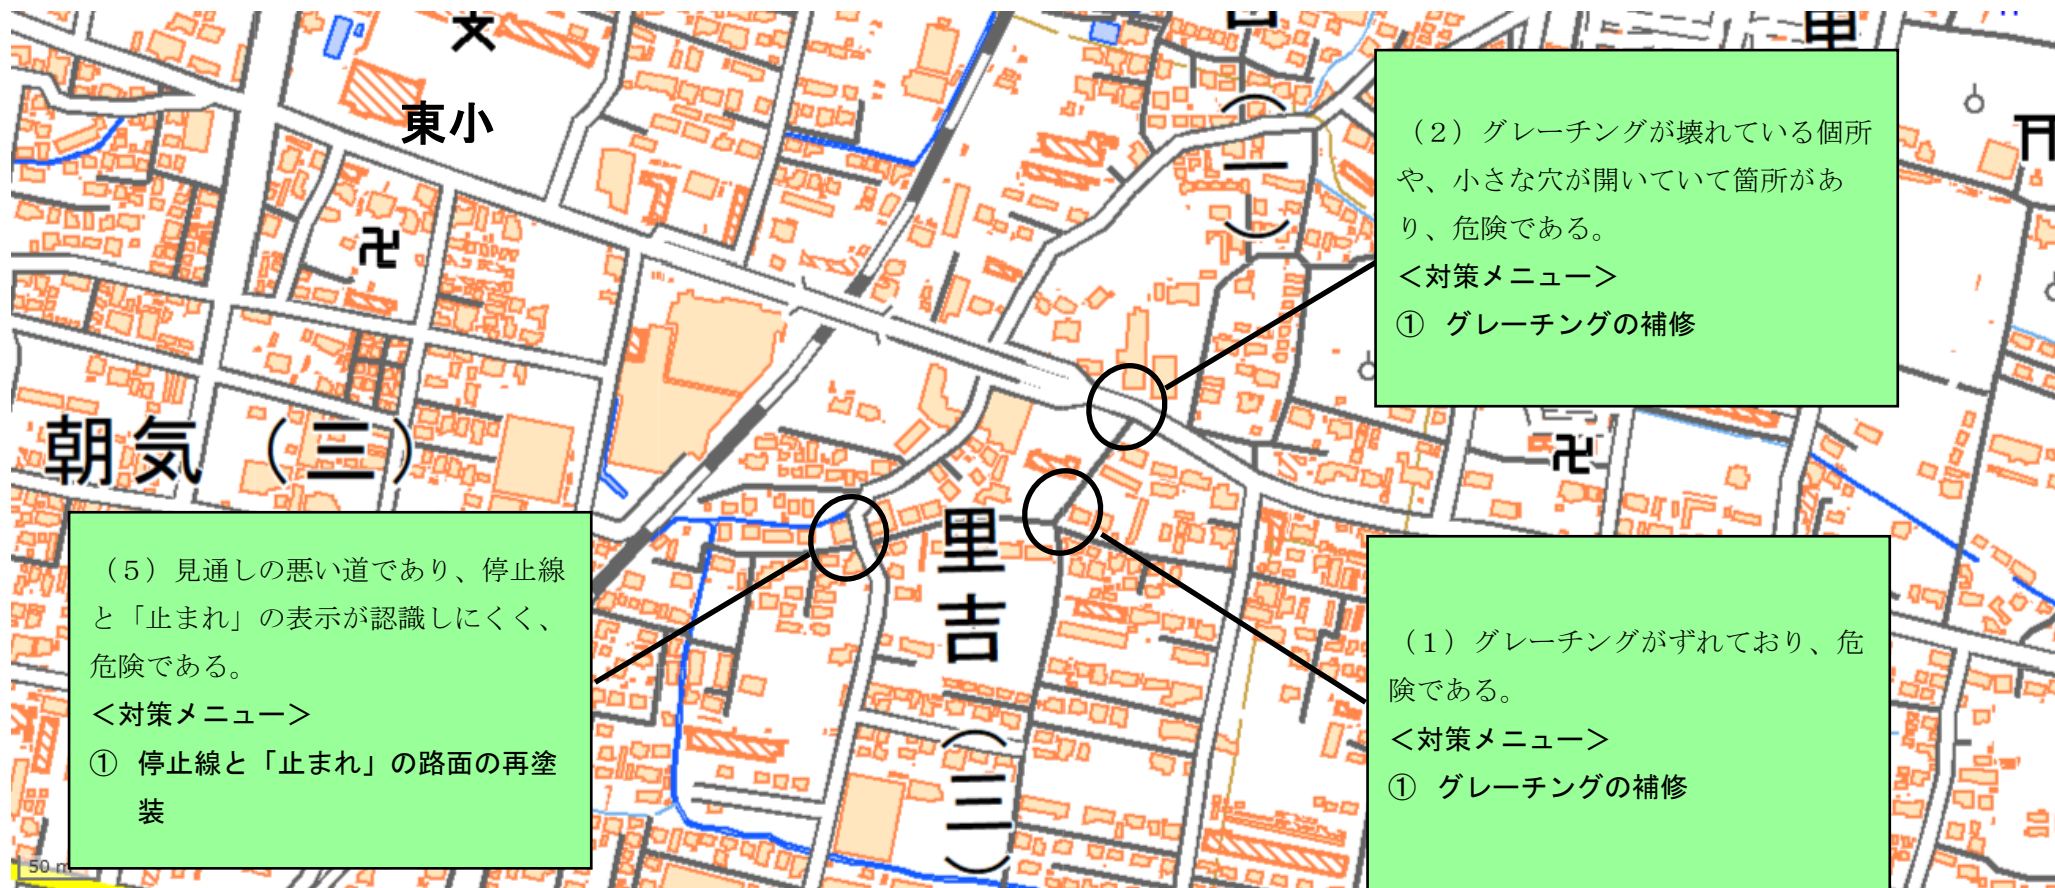 東小
(一)
(2)グレーチングが壊れている個所
や、小さな穴が開いていて箇所があ
り、危険である。
<対策メニュー>
① グレーチングの補修
朝気(三)
里吉(三)
(5)見通しの悪い道であり、停止線
と「止まれ」の表示が認識しにくく、
危険である。
<対策メニュー>
① 停止線と「止まれ」の路面の再塗
装
(1)グレーチングがずれており、危
険である。
<対策メニュー>
① グレーチングの補修
50 m